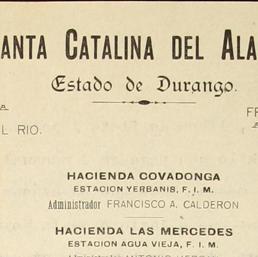 ANTA CATALINA DEL ALA
Estado de Durango.
A
FR
L RIO.
A
HACIENDA COVADONGA
ESTACION YERBANIS, F. I. M.
Administrador FRANCISCO A. CALDERON
HACIENDA LAS MERCEDES
ESTACION AGUA VIEJA, F. I. M.